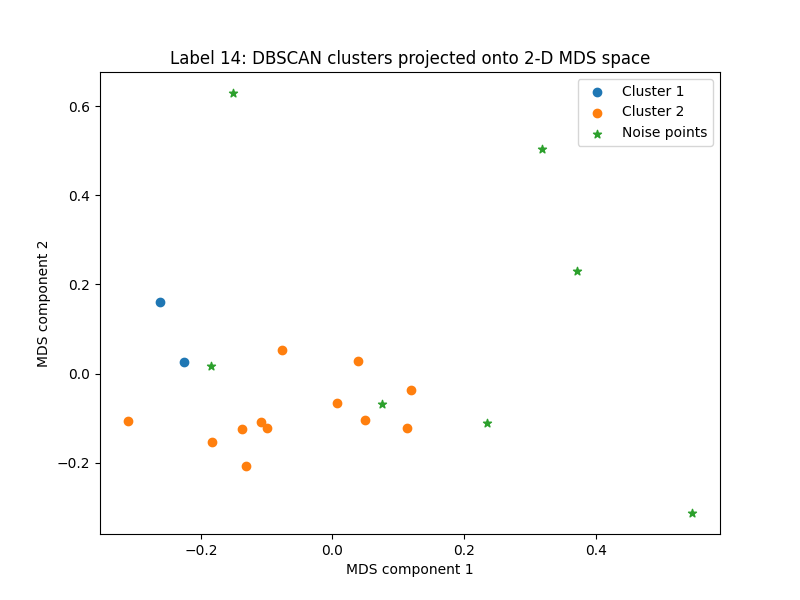 Label 14: DBSCAN clusters projected onto 2-D MDS space
Cluster 1
Cluster 2
Noise points
MDS component 2
0.6
0.4
0.2
0.0
−0.2
−0.2
0.0
0.2
0.4
MDS component 1